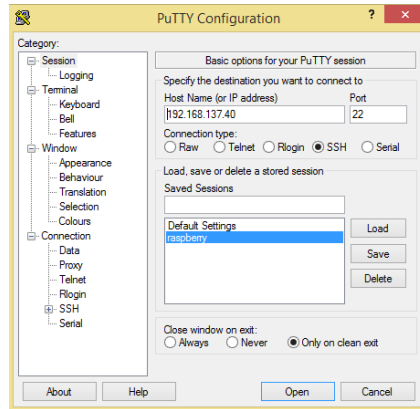 PuTTY Configuration ? ×
Category:
Session
Logging
Terminal
Keyboard
Bell
Features
Window
Appearance
Behaviour
Translation
Selection
Colours
Connection
Data
Proxy
Telnet
Rlogin
SSH
Serial
Basic options for your PuTTY session
Specify the destination you want to connect to
Host Name (or IP address) Port
192.168.137.40 22
Connection type:
Raw Telnet Rlogin SSH Serial
Load, save or delete a stored session
Saved Sessions
Default Settings
raspberry
Load
Save
Delete
Close window on exit:
Always Never Only on clean exit
About Help Open Cancel